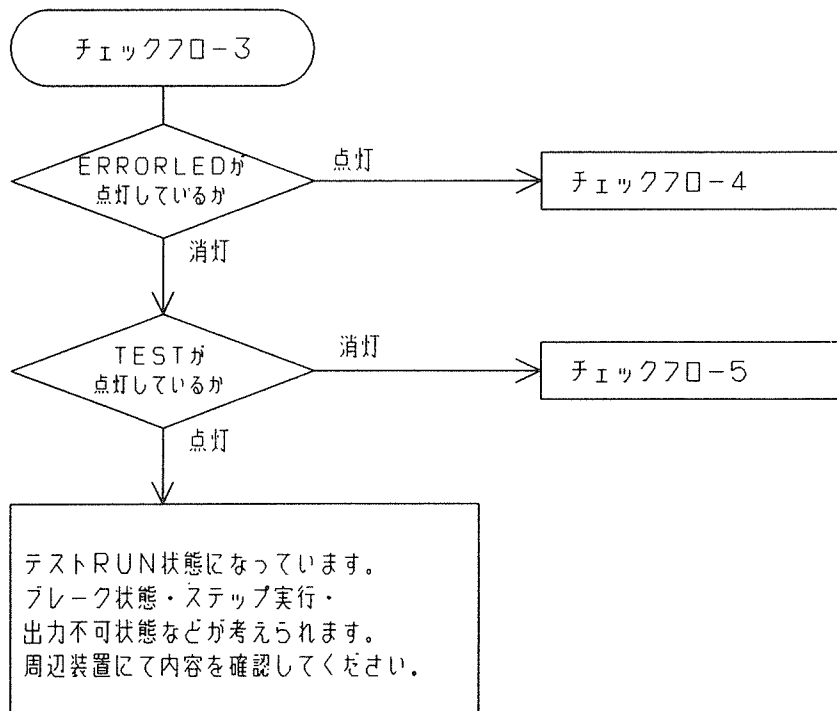 チェックフロー3
ERRORLEDが
点灯しているか
点灯
チェックフロー4
消灯
TESTが
点灯しているか
消灯
チェックフロー5
点灯
テストRUN状態になっています。
ブレーク状態・ステップ実行・
出力不可状態などが考えられます。
周辺装置にて内容を確認してください。